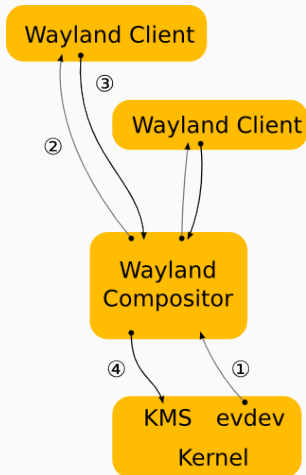 Wayland Client
③
②
Wayland Client
Wayland
Compositor
④
①
KMS evdev
Kernel